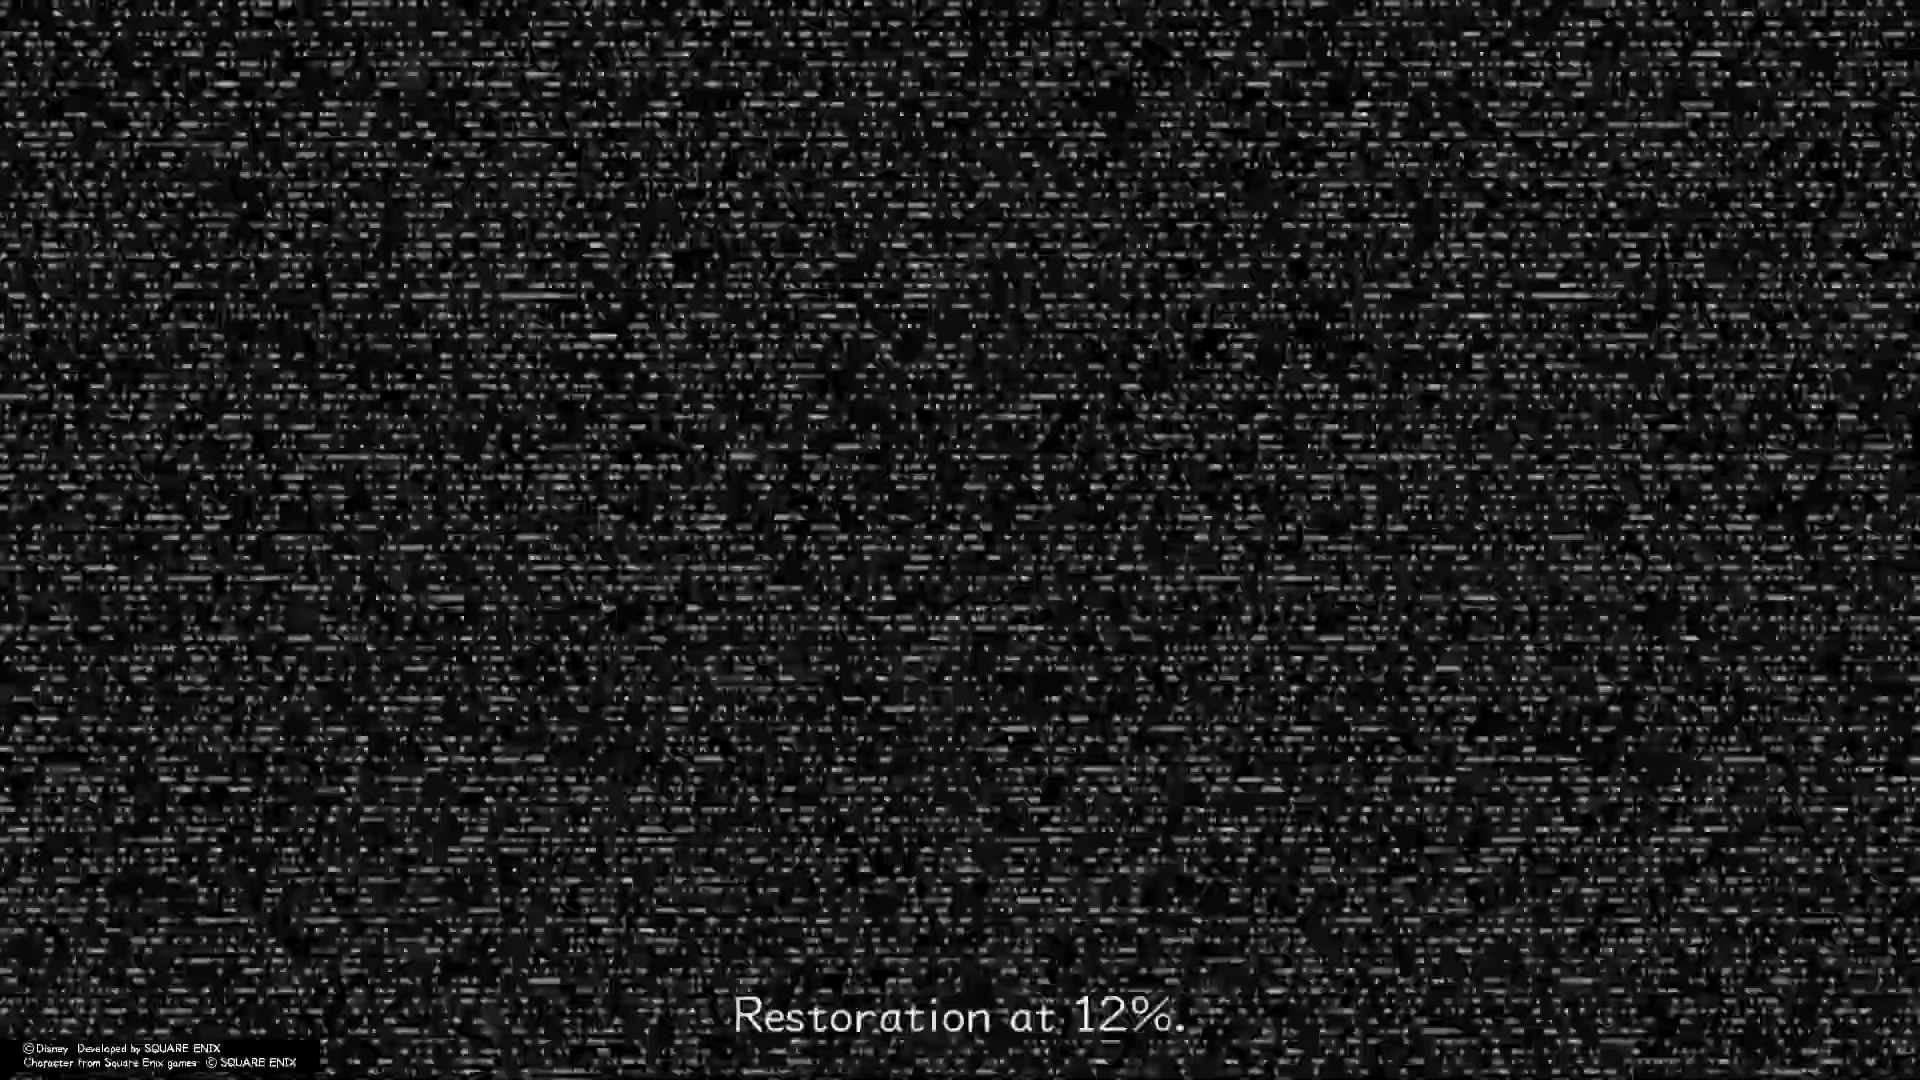 Restoration at 12%.
© Disney Developed by SQUARE ENIX
Character from Square Enix games © SQUARE ENIX